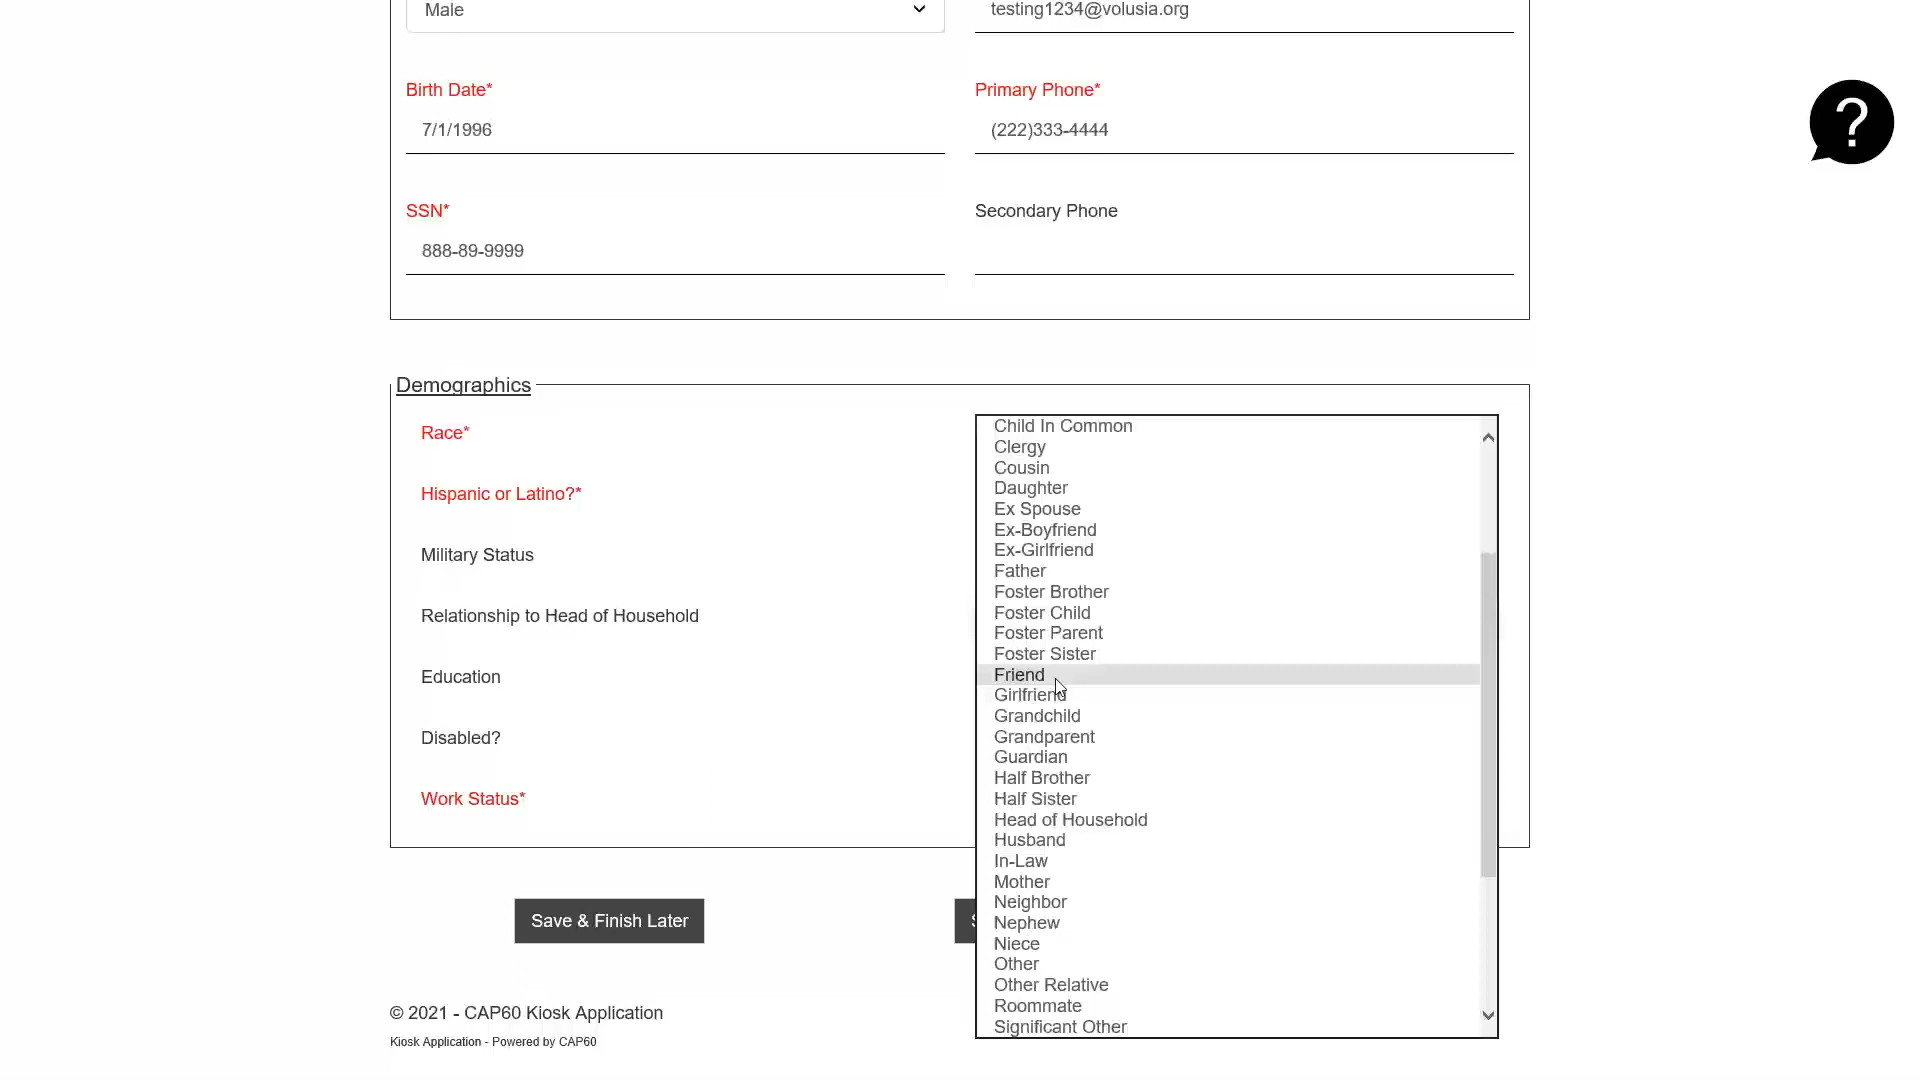 Male
testing1234@volusia.org
Birth Date*
Primary Phone*
7/1/1996
(222)333-4444
SSN*
Secondary Phone
888-89-9999
Demographics
Race*
Hispanic or Latino?*
Military Status
Relationship to Head of Household
Education
Disabled?
Work Status*
Child In Common
Clergy
Cousin
Daughter
Ex Spouse
Ex-Boyfriend
Ex-Girlfriend
Father
Foster Brother
Foster Child
Foster Parent
Foster Sister
Friend
Girlfriend
Grandchild
Grandparent
Guardian
Half Brother
Half Sister
Head of Household
Husband
In-Law
Mother
Neighbor
Nephew
Niece
Other
Other Relative
Roommate
Significant Other
Save & Finish Later
© 2021 - CAP60 Kiosk Application
Kiosk Application - Powered by CAP60